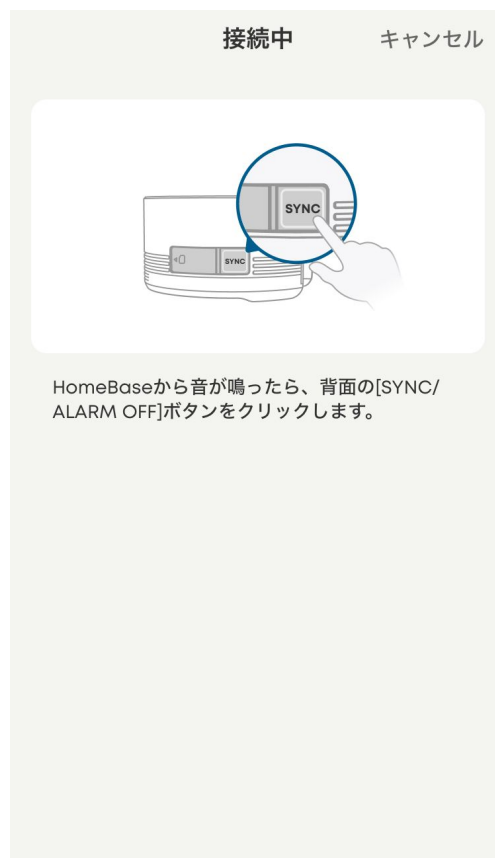 接続中 キャンセル
SYNC
SYNC
HomeBaseから音が鳴ったら、背面の[SYNC/
ALARM OFF]ボタンをクリックします。